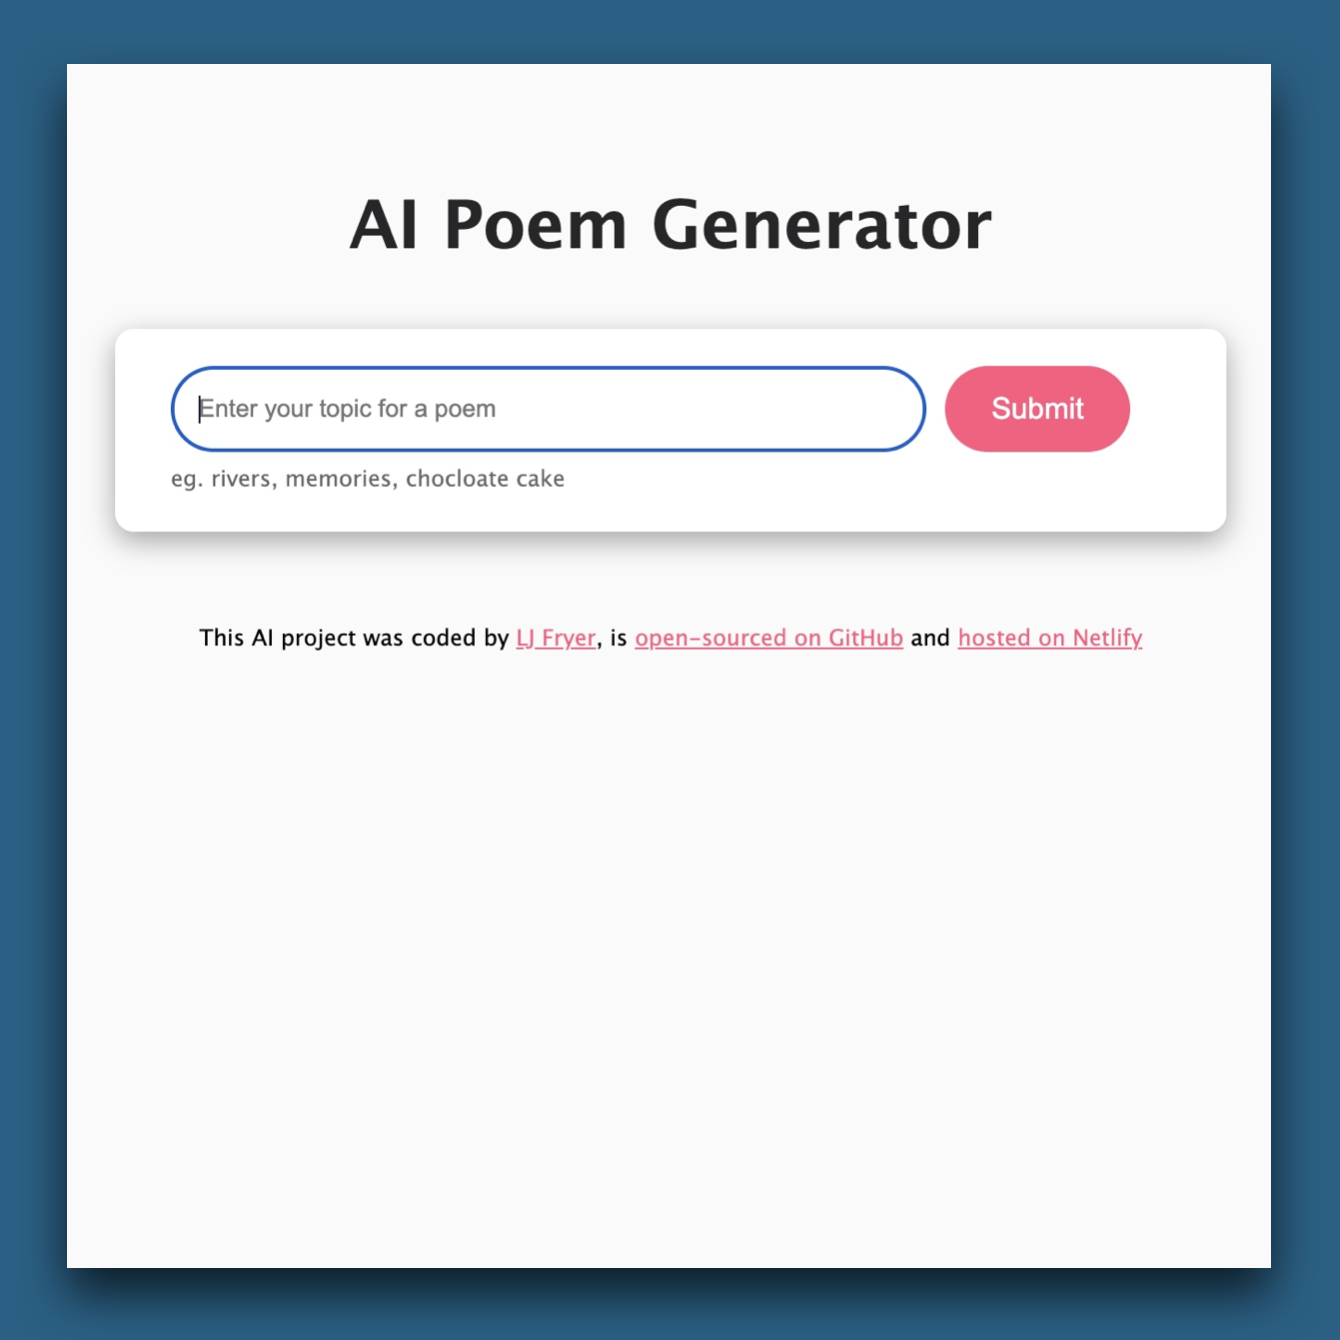 AI Poem Generator
Enter your topic for a poem
Submit
eg. rivers, memories, chocloate cake
This AI project was coded by LJ Fryer, is open-sourced on GitHub and hosted on Netlify